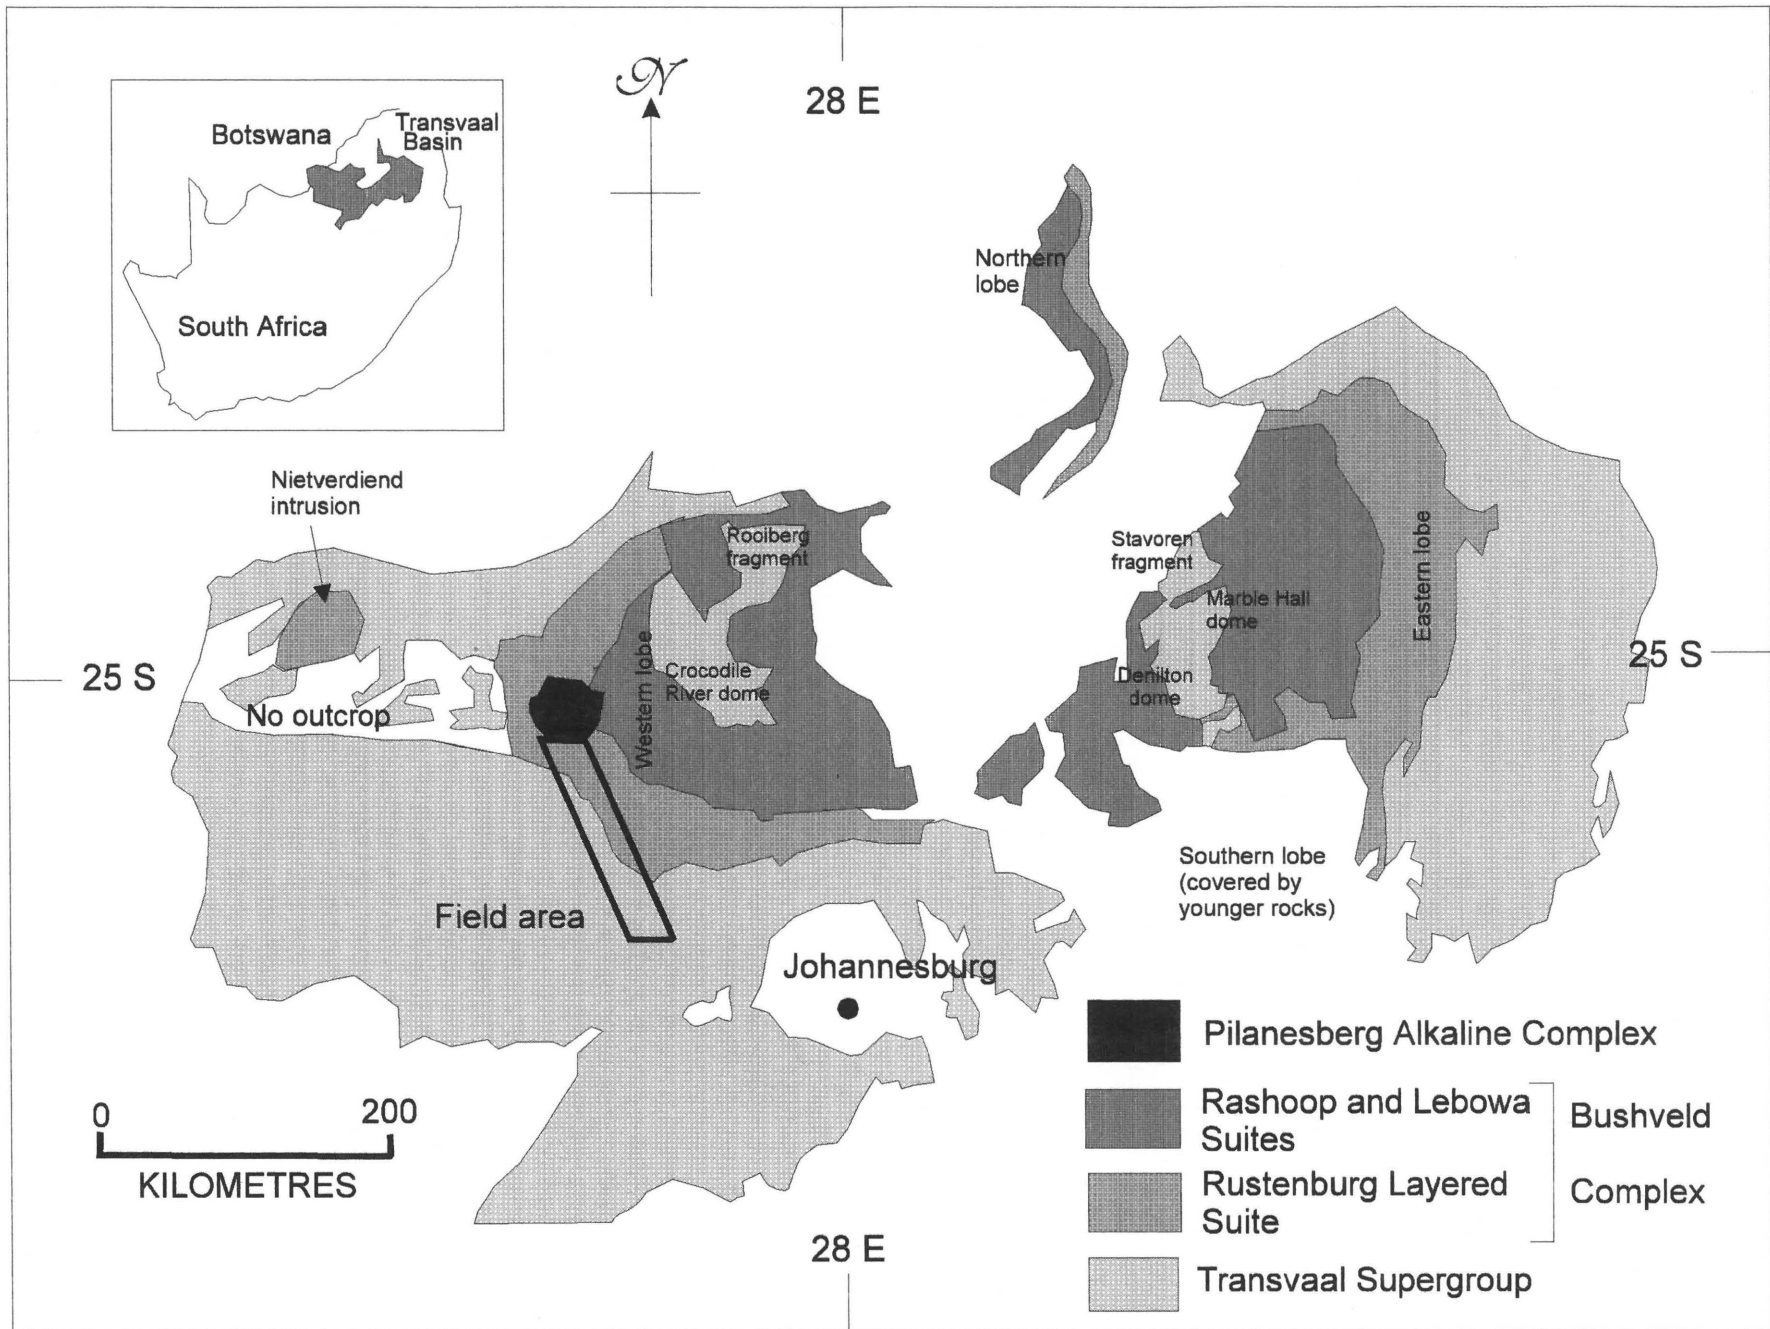 N
28 E
Botswana
Transvaal
Basin
South Africa
Northern
lobe
Nietverdiend
intrusion
Rooiberg
fragment
Stavoren
fragment
Marble Hall
dome
Eastern lobe
Western lobe
Crocodile
River dome
Denilton
dome
25 S
25 S
No outcrop
Southern lobe
(covered by
younger rocks)
Field area
Johannesburg
0
200
KILOMETRES
28 E
Pilanesberg Alkaline Complex
Rashoop and Lebowa
Suites
Bushveld
Rustenburg Layered
Suite
Complex
Transvaal Supergroup